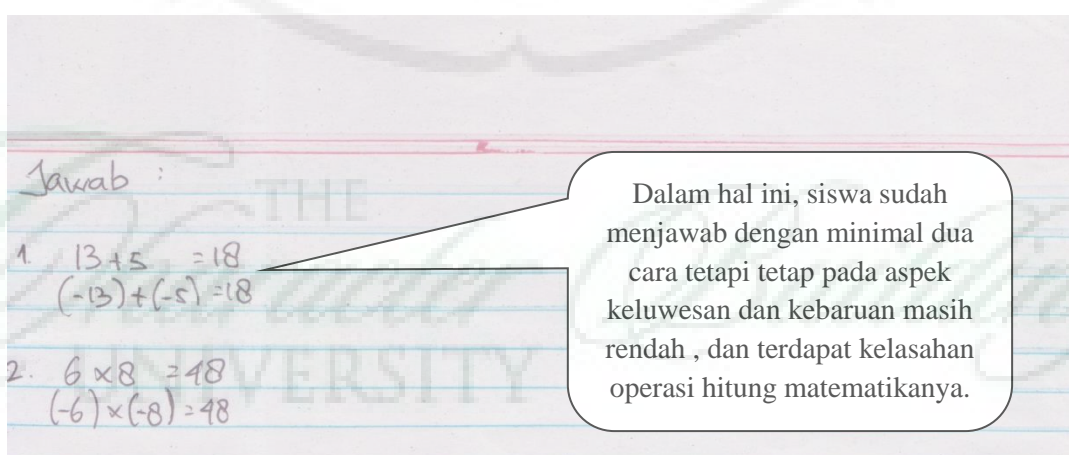 Jawab :
1. 13+5 = 18
(-13)+(-5) = 18
2. 6 × 8 = 48
(-6) × (-8) = 48
Dalam hal ini, siswa sudah
menjawab dengan minimal dua
cara tetapi tetap pada aspek
keluwesan dan kebaruan masih
rendah , dan terdapat kelasahan
operasi hitung matematikanya.
THE
UNIVERSITY